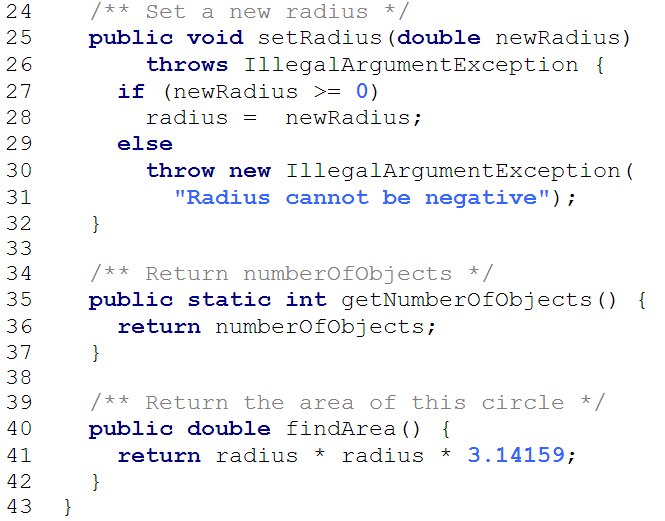 24 /** Set a new radius */
25 public void setRadius(double newRadius)
26 throws IllegalArgumentException {
27 if (newRadius >= 0)
28 radius = newRadius;
29 else
30 throw new IllegalArgumentException(
31 "Radius cannot be negative");
32 }
33
34 /** Return numberOfObjects */
35 public static int getNumberOfObjects() {
36 return numberOfObjects;
37 }
38
39 /** Return the area of this circle */
40 public double findArea() {
41 return radius * radius * 3.14159;
42 }
43 }